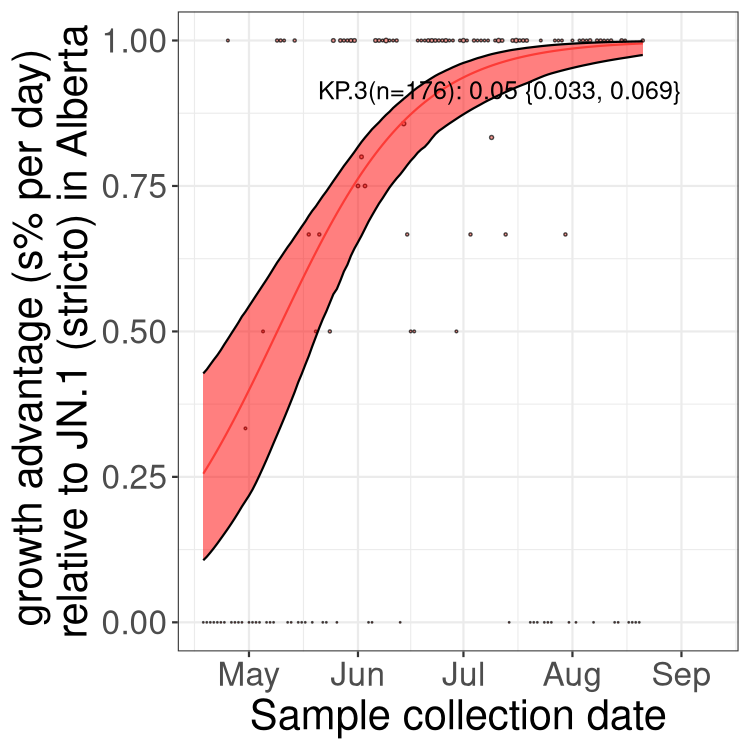 growth advantage (s% per day)
relative to JN.1 (stricto) in Alberta
1.00
0.75
0.50
0.25
0.00
KP.3(n=176): 0.05 {0.033, 0.069}
May Jun Jul Aug Sep
Sample collection date